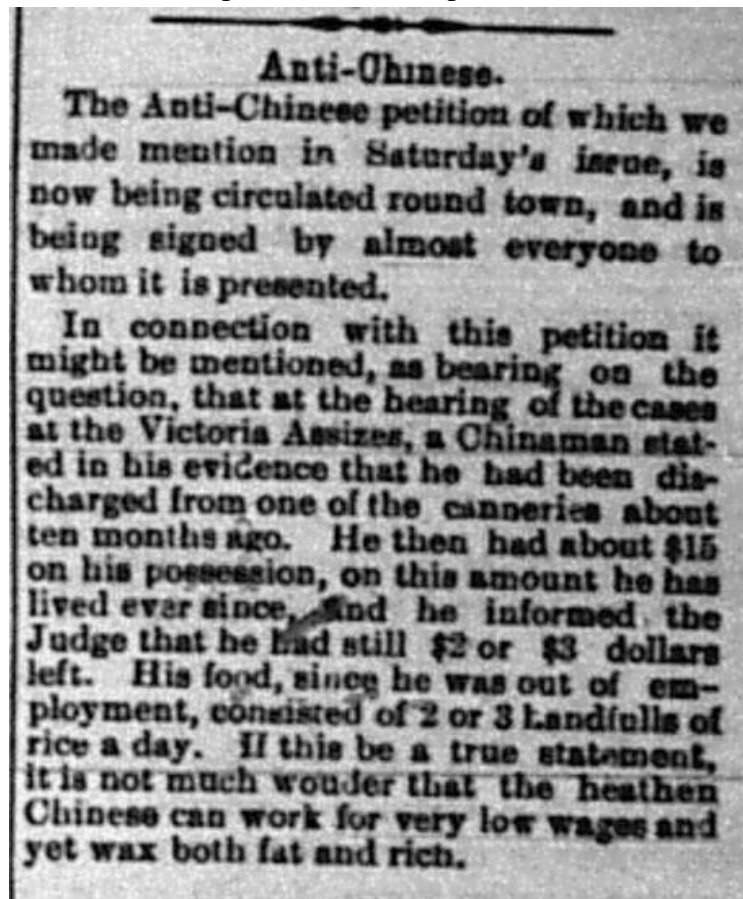 Anti-Chinese.
The Anti-Chinese petition of which we
made mention in Saturday's issue, is
now being circulated round town, and is
being signed by almost everyone to
whom it is presented.
In connection with this petition it
might be mentioned, as bearing on the
question, that at the hearing of the cases
at the Victoria Assizes, a Chinaman stat-
ed in his evidence that he had been dis-
charged from one of the canneries about
ten months ago. He then had about $15
on his possession, on this amount he has
lived ever since, and he informed the
Judge that he had still $2 or $3 dollars
left. His food, since he was out of em-
ployment, consisted of 2 or 3 handfulls of
rice a day. If this be a true statement,
it is not much wonder that the heathen
Chinese can work for very low wages and
yet wax both fat and rich.